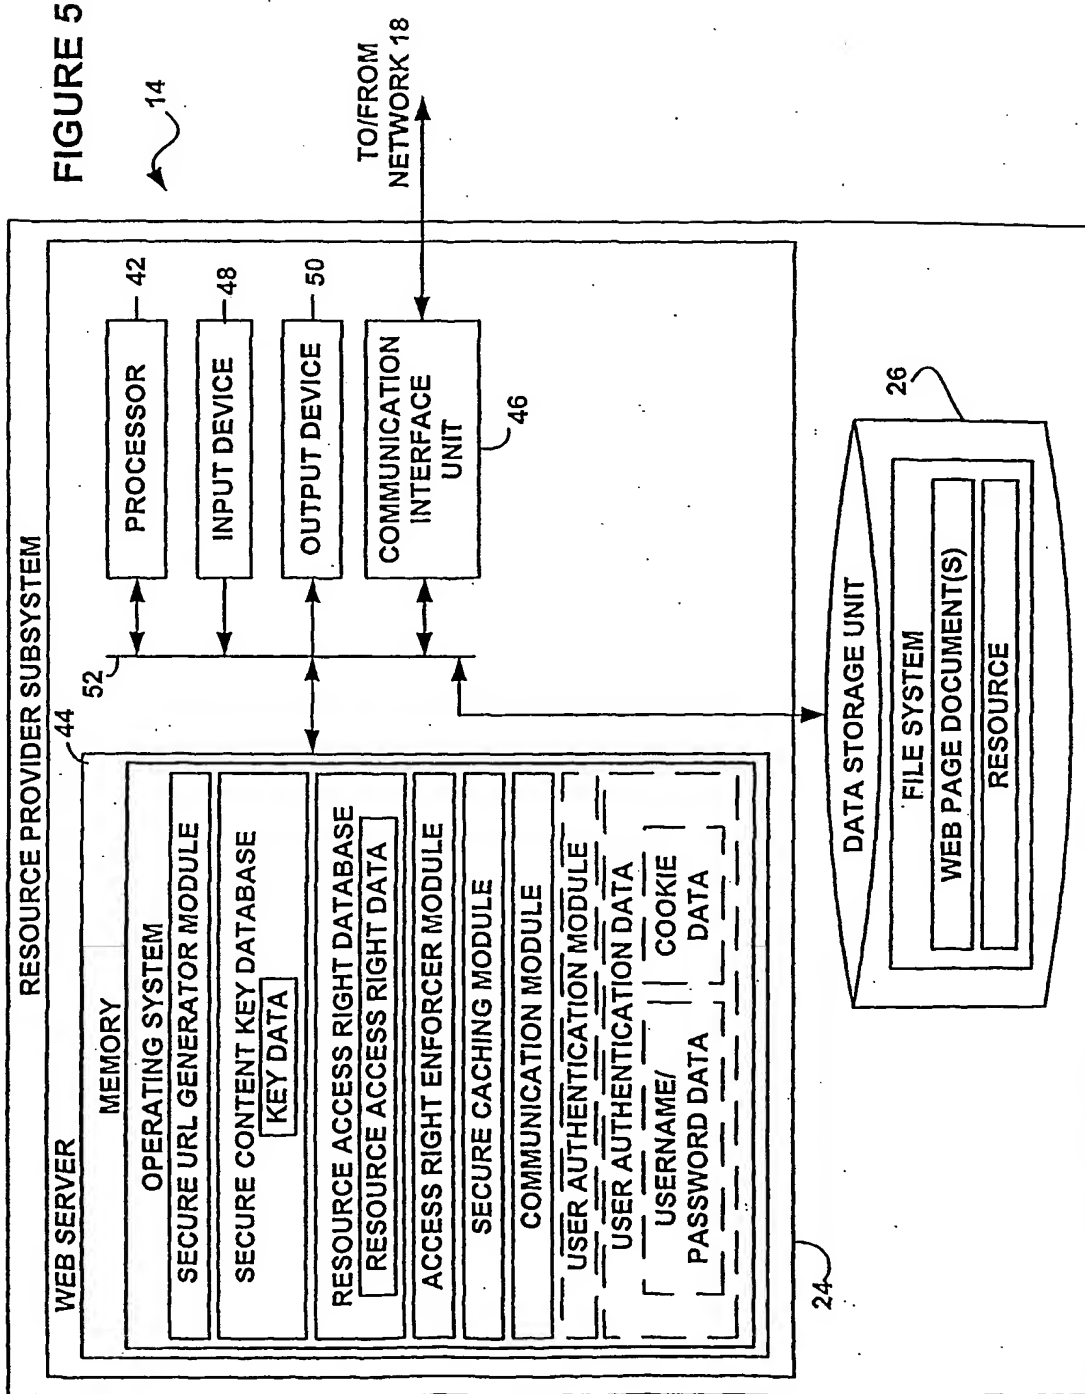 FIGURE 5
14
RESOURCE PROVIDER SUBSYSTEM
WEB SERVER
44
MEMORY
OPERATING SYSTEM
SECURE URL GENERATOR MODULE
SECURE CONTENT KEY DATABASE
KEY DATA
RESOURCE ACCESS RIGHT DATABASE
RESOURCE ACCESS RIGHT DATA
ACCESS RIGHT ENFORCER MODULE
SECURE CACHING MODULE
COMMUNICATION MODULE
USER AUTHENTICATION MODULE
USER AUTHENTICATION DATA
USERNAME/
PASSWORD DATA
COOKIE
DATA
24
52
PROCESSOR
42
INPUT DEVICE
48
OUTPUT DEVICE
50
COMMUNICATION
INTERFACE
UNIT
46
TO/FROM
NETWORK 18
DATA STORAGE UNIT
26
FILE SYSTEM
WEB PAGE DOCUMENT(S)
RESOURCE